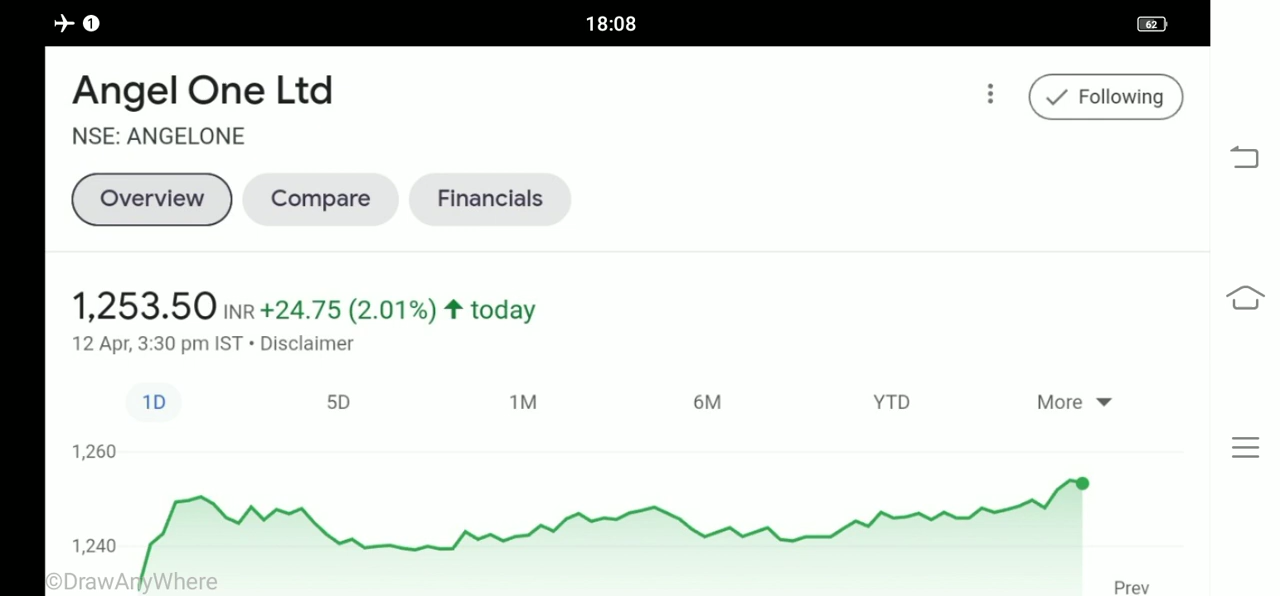 1 18:08 62
Angel One Ltd
Following
NSE: ANGELONE
Overview Compare Financials
1,253.50 INR +24.75 (2.01%) ↑ today
12 Apr, 3:30 pm IST • Disclaimer
1D 5D 1M 6M YTD More
1,260
1,240
©DrawAnyWhere
Prev